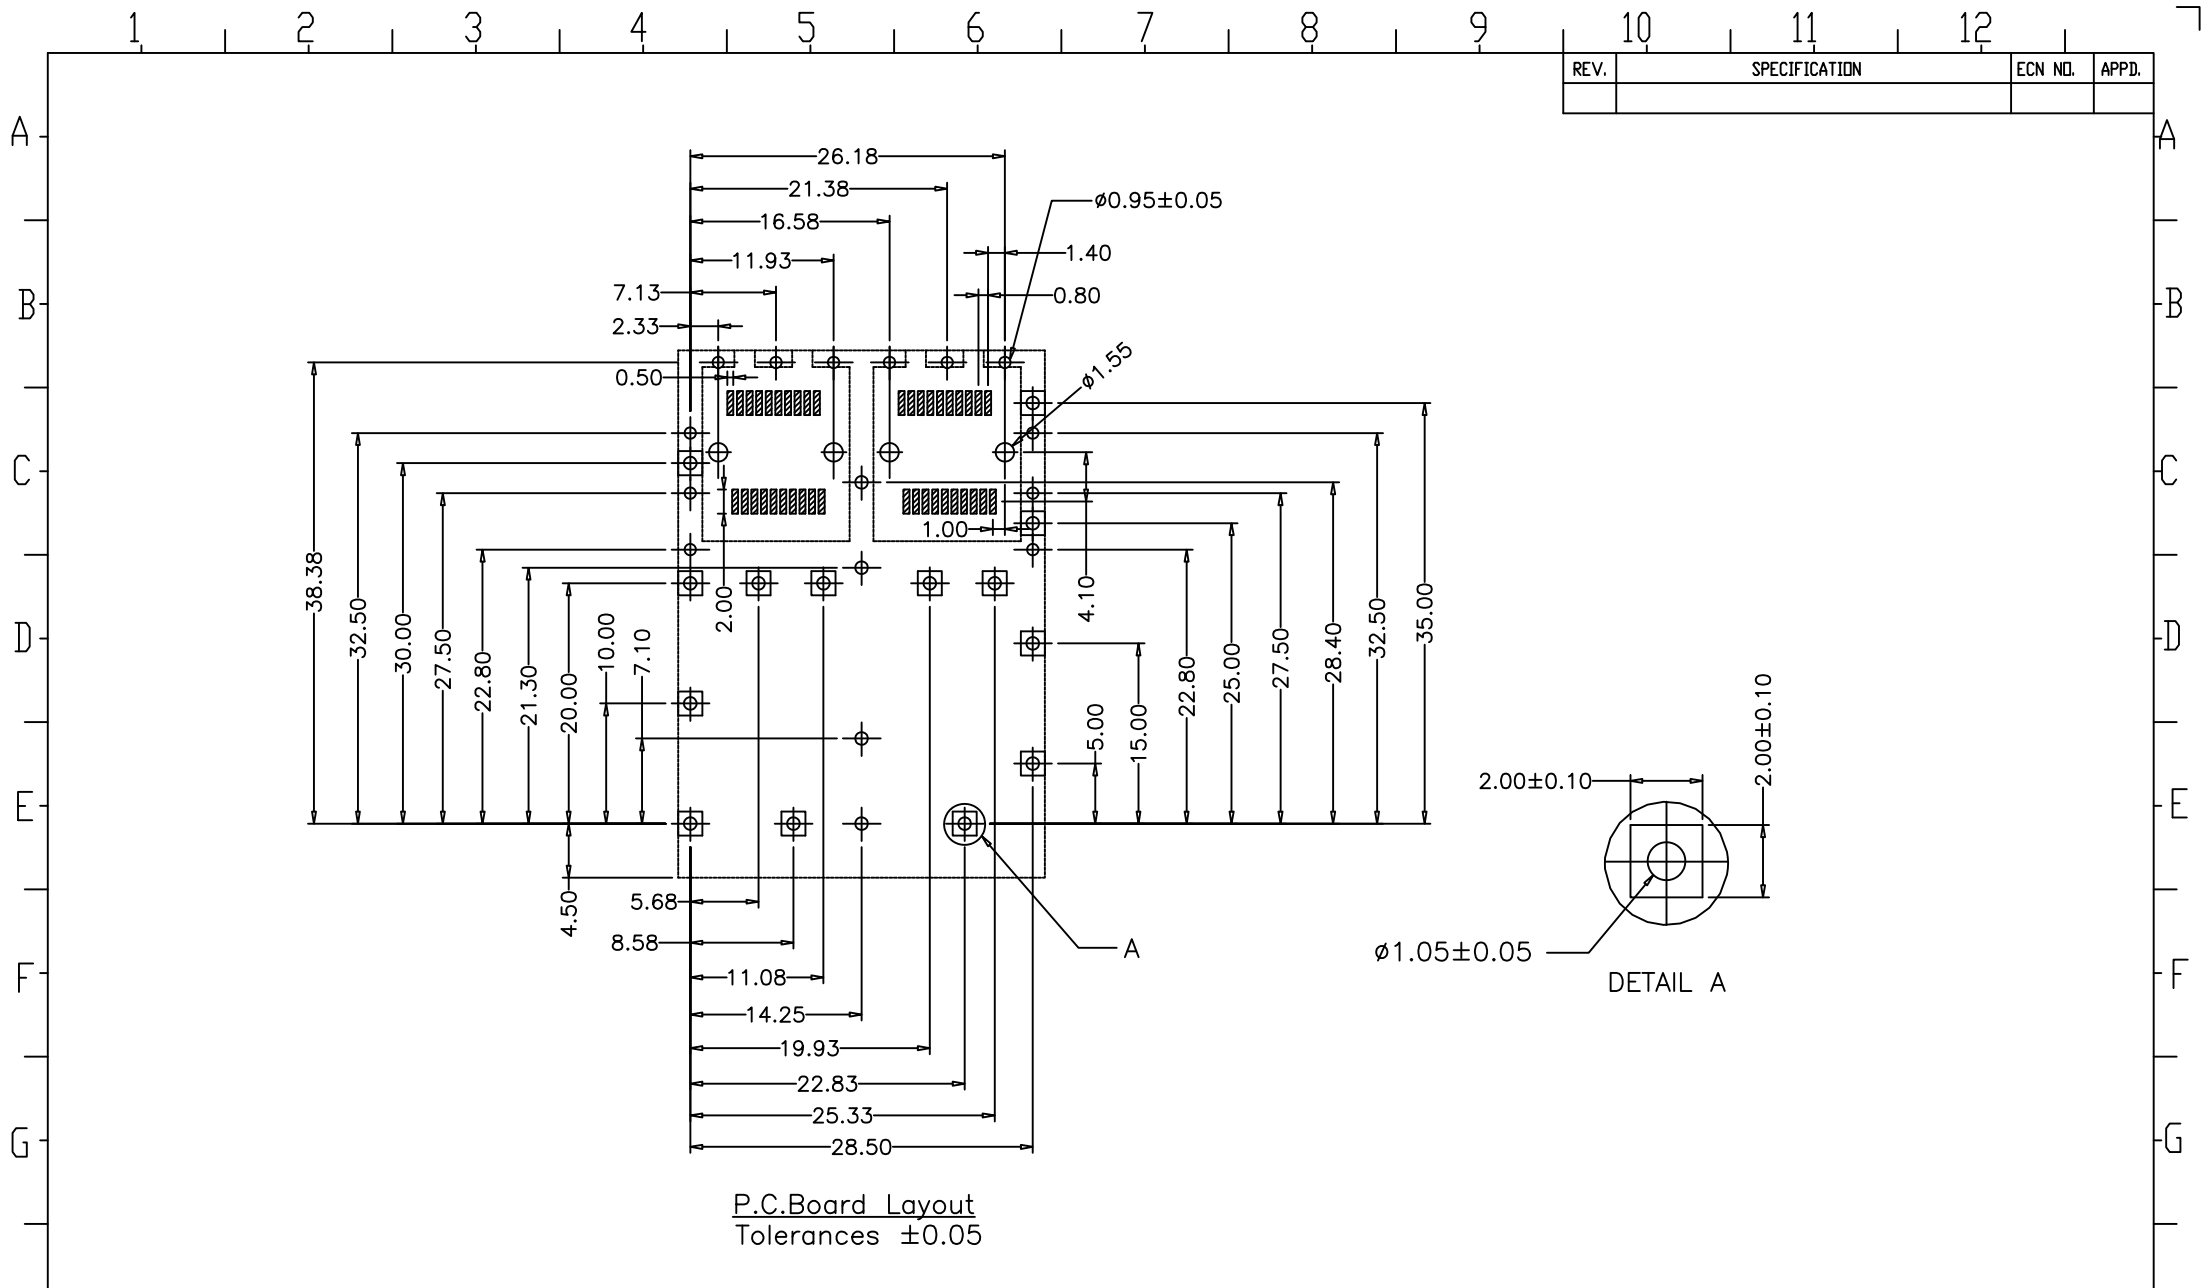 1 2 3 4 5 6 7 8 9 10 11 12
REV. SPECIFICATION ECN NO. APPD.
A A
26.18
21.38
ø0.95±0.05
16.58
1.40
11.93
7.13
0.80
B B
2.33
ø1.55
0.50
C C
1.00
38.38
32.50
30.00
27.50
22.80
21.30
20.00
10.00
7.10
2.00
4.10
22.80
25.00
27.50
28.40
32.50
35.00
D D
5.00
15.00
2.00±0.10
2.00±0.10
E E
4.50
5.68
8.58
A
ø1.05±0.05
F F
11.08
DETAIL A
14.25
19.93
22.83
25.33
28.50
G G
P.C.Board Layout
Tolerances ±0.05